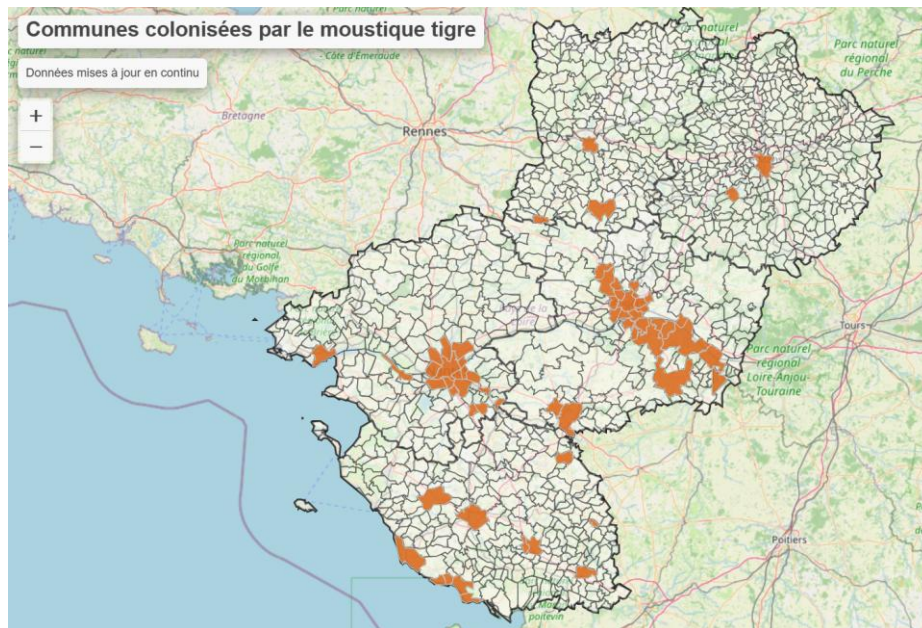 Communes colonisées par le moustique tigre
- Côte d'Émeraude
Données mises à jour en continu
+
−
Parc naturel
régional
du Perche
Bretagne
Rennes
Parc naturel
régional
du Golfe
du Morbihan
Tours
Parc naturel
régional
Loire-Anjou-
Touraine
Poitiers
poitevin